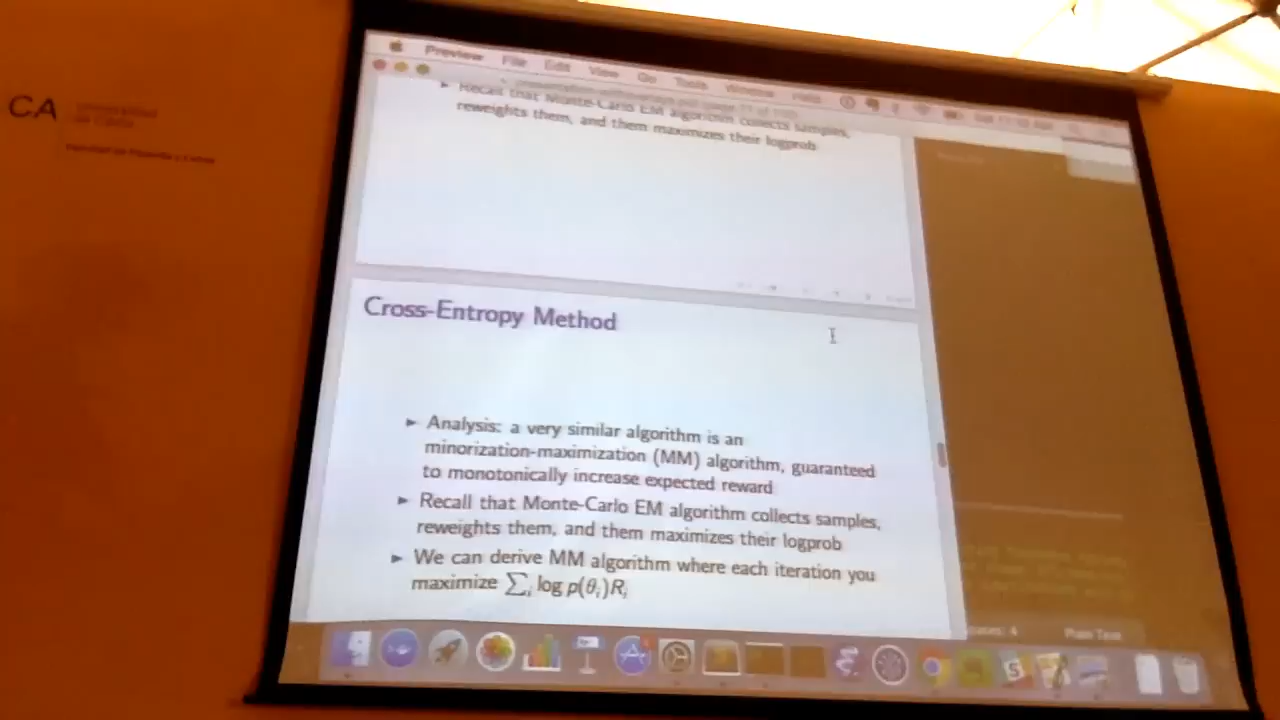 CA
Preview File Edit View Go Tools Window Help
Recall that Monte-Carlo EM algorithm collects samples,
reweights them, and them maximizes their logprob
Cross-Entropy Method
► Analysis: a very similar algorithm is an
minorization-maximization (MM) algorithm, guaranteed
to monotonically increase expected reward
► Recall that Monte-Carlo EM algorithm collects samples,
reweights them, and them maximizes their logprob
► We can derive MM algorithm where each iteration you
maximize ∑ᵢ log p(θᵢ)Rᵢ
Plain Text